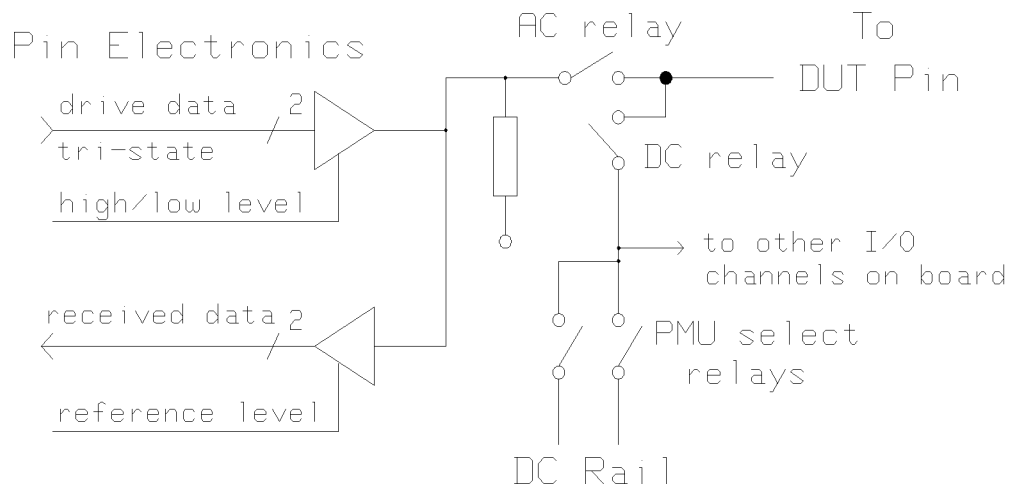 Pin Electronics
AC relay
To
DUT Pin
drive data
2
tri-state
high/low level
DC relay
to other I/O
channels on board
received data
2
PMU select
relays
reference level
DC Rail